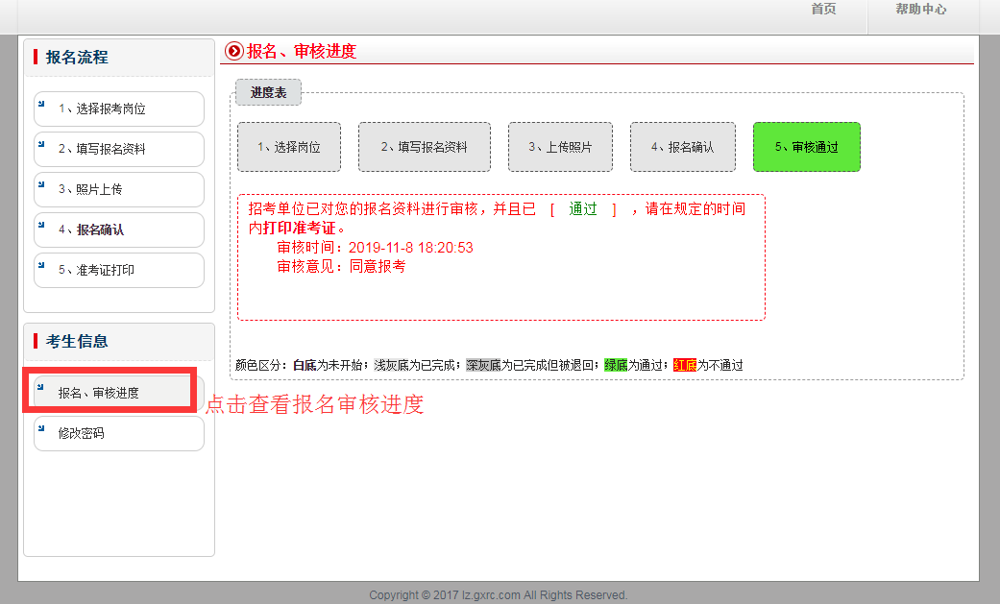 首页 帮助中心
报名流程
1、选择报考岗位
2、填写报名资料
3、照片上传
4、报名确认
5、准考证打印
考生信息
报名、审核进度
修改密码
报名、审核进度
进度表
1、选择岗位 2、填写报名资料 3、上传照片 4、报名确认 5、审核通过
招考单位已对您的报名资料进行审核，并且已 [ 通过 ] ，请在规定的时间
内打印准考证。
审核时间：2019-11-8 18:20:53
审核意见：同意报考
颜色区分：白底为未开始；浅灰底为已完成；深灰底为已完成但被退回；绿底为通过；红底为不通过
点击查看报名审核进度
Copyright © 2017 lz.gxrc.com All Rights Reserved.